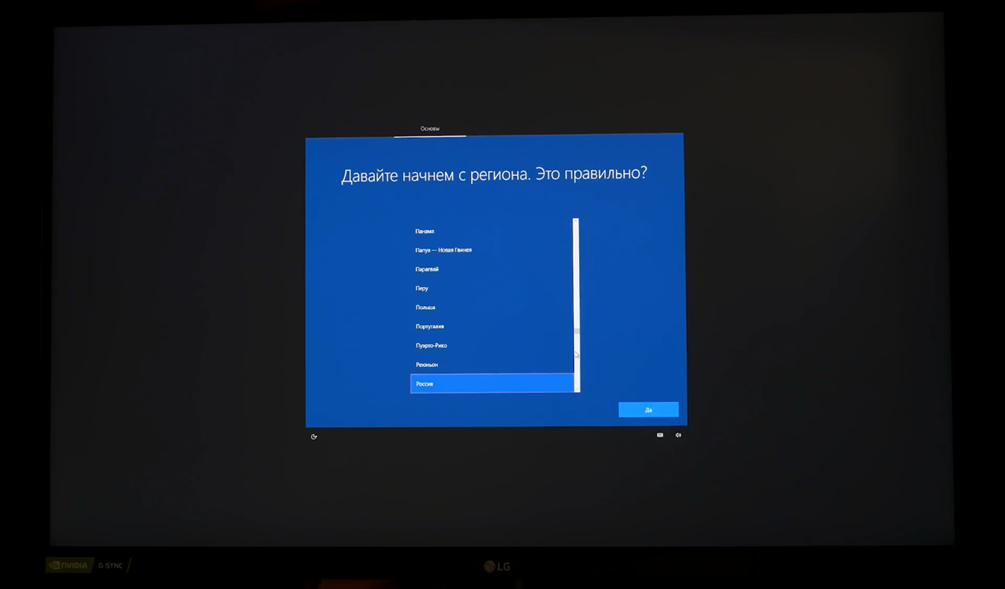 Основы
Давайте начнем с региона. Это правильно?
Панама
Папуа — Новая Гвинея
Парагвай
Перу
Польша
Португалия
Пуэрто-Рико
Реюньон
Россия
Да
NVIDIA G-SYNC
LG